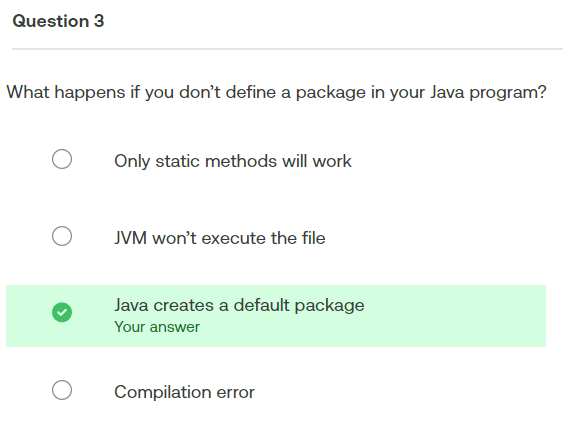 Question 3
What happens if you don’t define a package in your Java program?
Only static methods will work
JVM won’t execute the file
Java creates a default package
Your answer
Compilation error